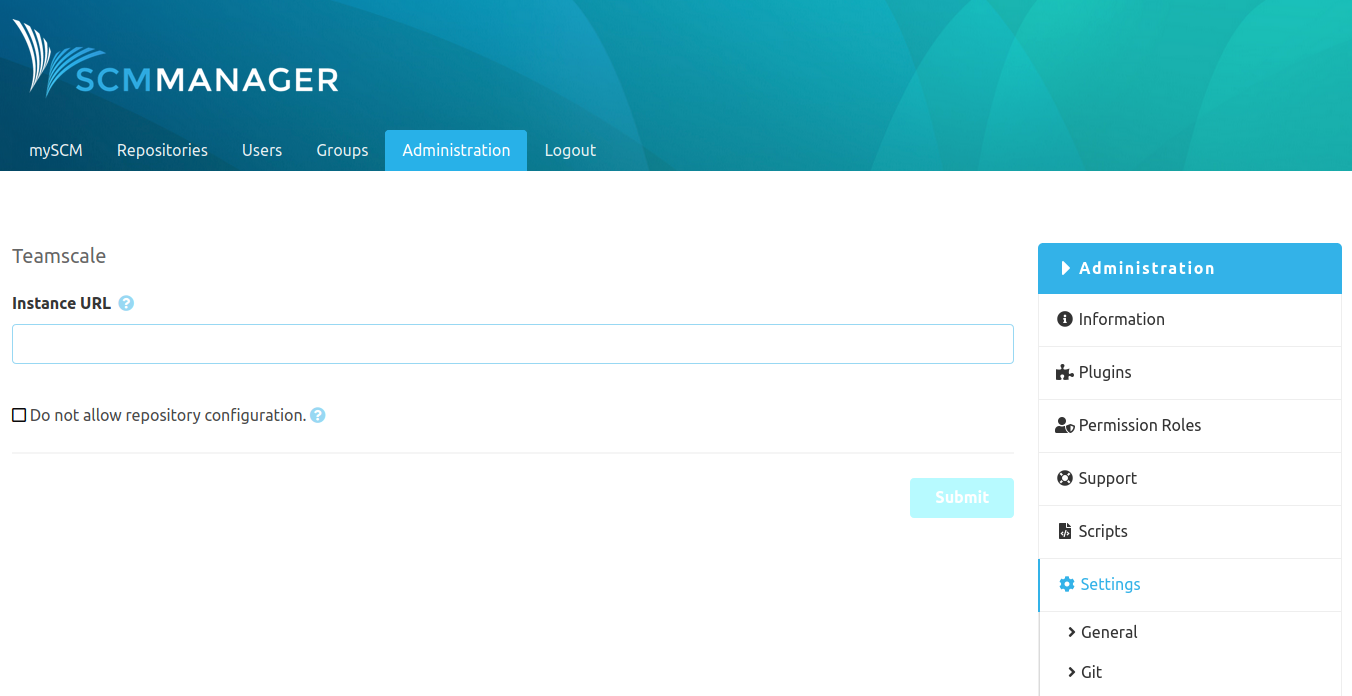 SCMMANAGER
mySCM Repositories Users Groups Administration Logout
Teamscale
Instance URL ?
Do not allow repository configuration. ?
Submit
Administration
Information
Plugins
Permission Roles
Support
Scripts
Settings
General
Git